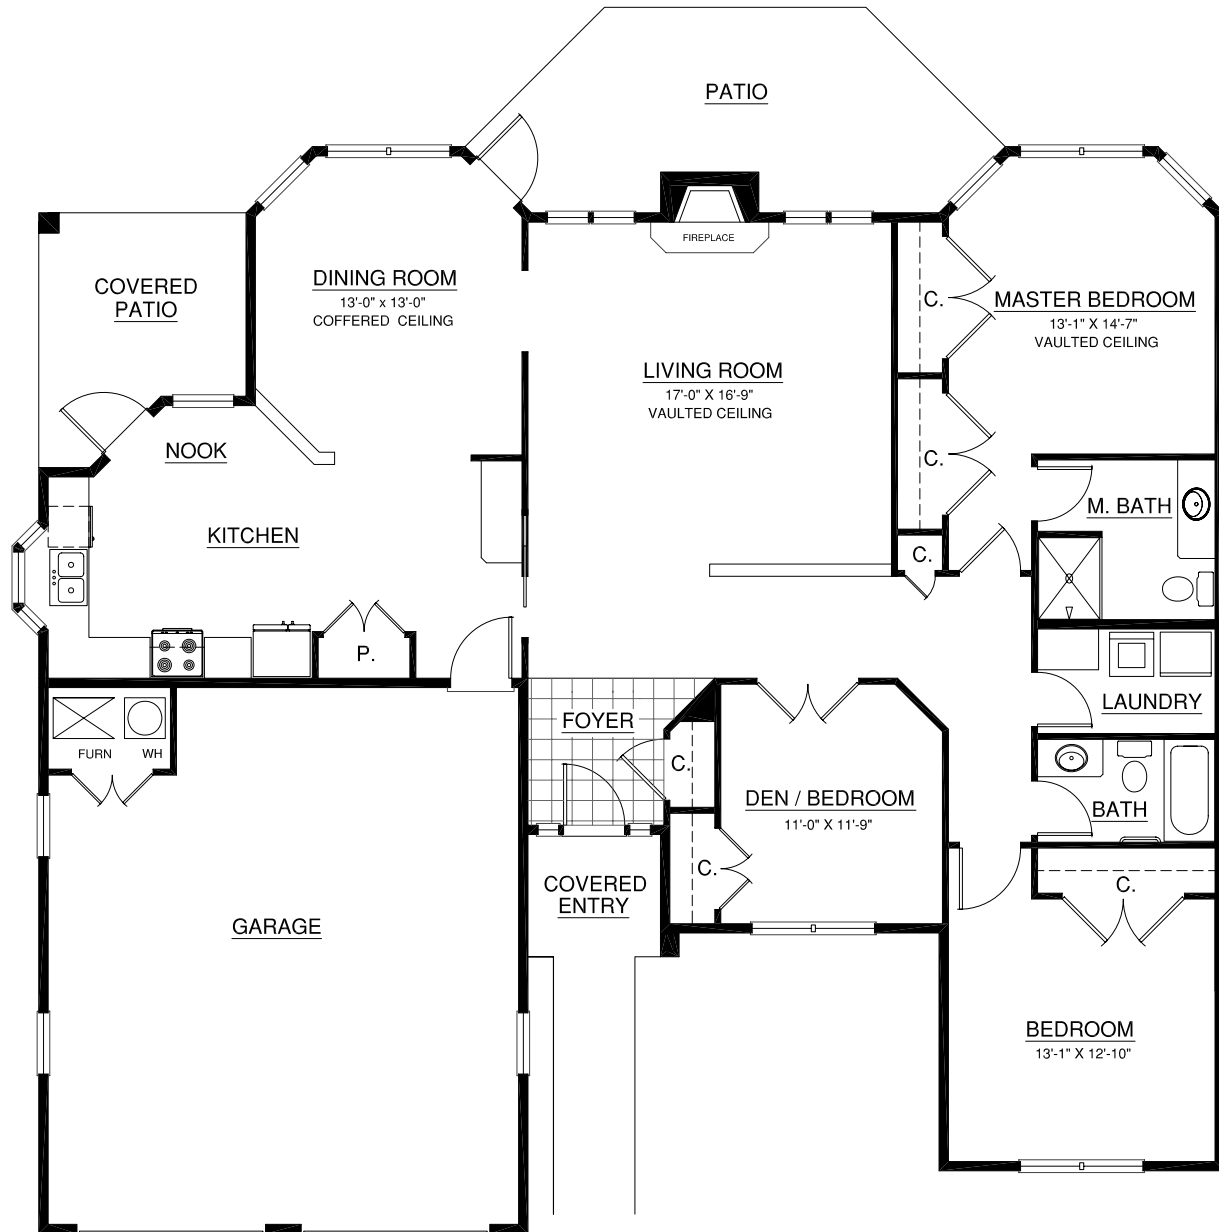 PATIO
FIREPLACE
COVERED
PATIO
DINING ROOM
13'-0" x 13'-0"
COFFERED CEILING
C.
MASTER BEDROOM
13'-1" X 14'-7"
VAULTED CEILING
LIVING ROOM
17'-0" X 16'-9"
VAULTED CEILING
NOOK
C.
M. BATH
KITCHEN
C.
P.
LAUNDRY
FOYER
FURN
WH
C.
DEN / BEDROOM
11'-0" X 11'-9"
BATH
COVERED
ENTRY
C.
C.
GARAGE
BEDROOM
13'-1" X 12'-10"